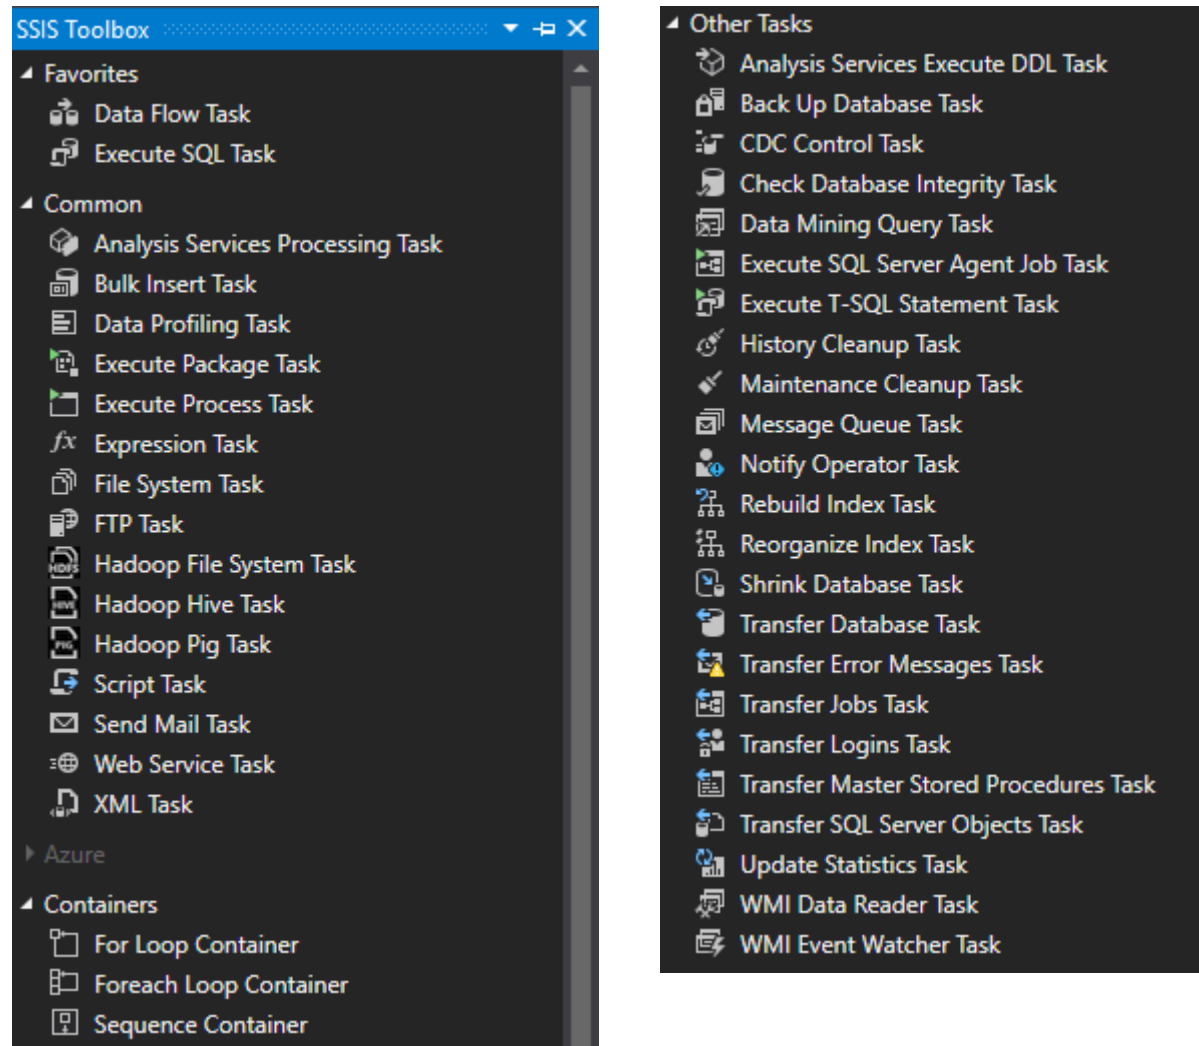 SSIS Toolbox
Favorites
Data Flow Task
Execute SQL Task
Common
Analysis Services Processing Task
Bulk Insert Task
Data Profiling Task
Execute Package Task
Execute Process Task
fx Expression Task
File System Task
FTP Task
HDFS Hadoop File System Task
HIVE Hadoop Hive Task
PIG Hadoop Pig Task
Script Task
Send Mail Task
Web Service Task
XML Task
Azure
Containers
For Loop Container
Foreach Loop Container
Sequence Container
Other Tasks
Analysis Services Execute DDL Task
Back Up Database Task
CDC Control Task
Check Database Integrity Task
Data Mining Query Task
Execute SQL Server Agent Job Task
Execute T-SQL Statement Task
History Cleanup Task
Maintenance Cleanup Task
Message Queue Task
Notify Operator Task
Rebuild Index Task
Reorganize Index Task
Shrink Database Task
Transfer Database Task
Transfer Error Messages Task
Transfer Jobs Task
Transfer Logins Task
Transfer Master Stored Procedures Task
Transfer SQL Server Objects Task
Update Statistics Task
WMI Data Reader Task
WMI Event Watcher Task